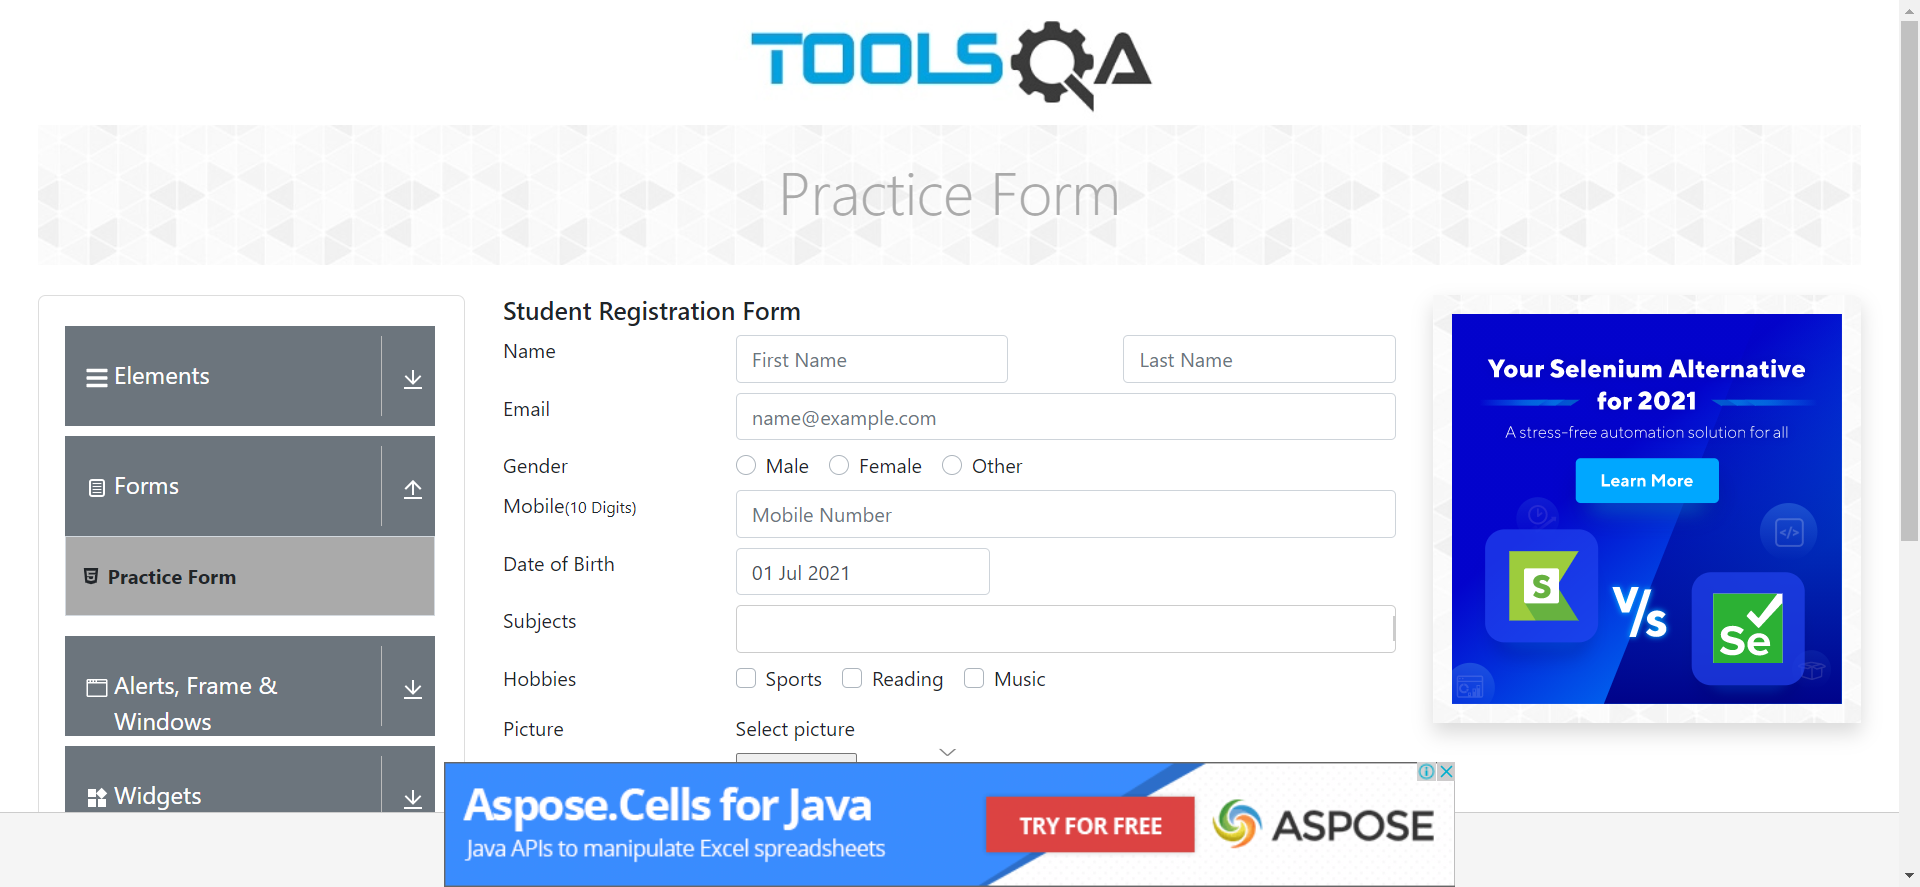 TOOLSQA
Practice Form
Elements
Forms
Practice Form
Alerts, Frame &
Windows
Widgets
Student Registration Form
Name
First Name
Last Name
Email
name@example.com
Gender
Male
Female
Other
Mobile(10 Digits)
Mobile Number
Date of Birth
01 Jul 2021
Subjects
Hobbies
Sports
Reading
Music
Picture
Select picture
Your Selenium Alternative
for 2021
A stress-free automation solution for all
Learn More
S
V/s
Se
Aspose.Cells for Java
Java APIs to manipulate Excel spreadsheets
TRY FOR FREE
ASPOSE